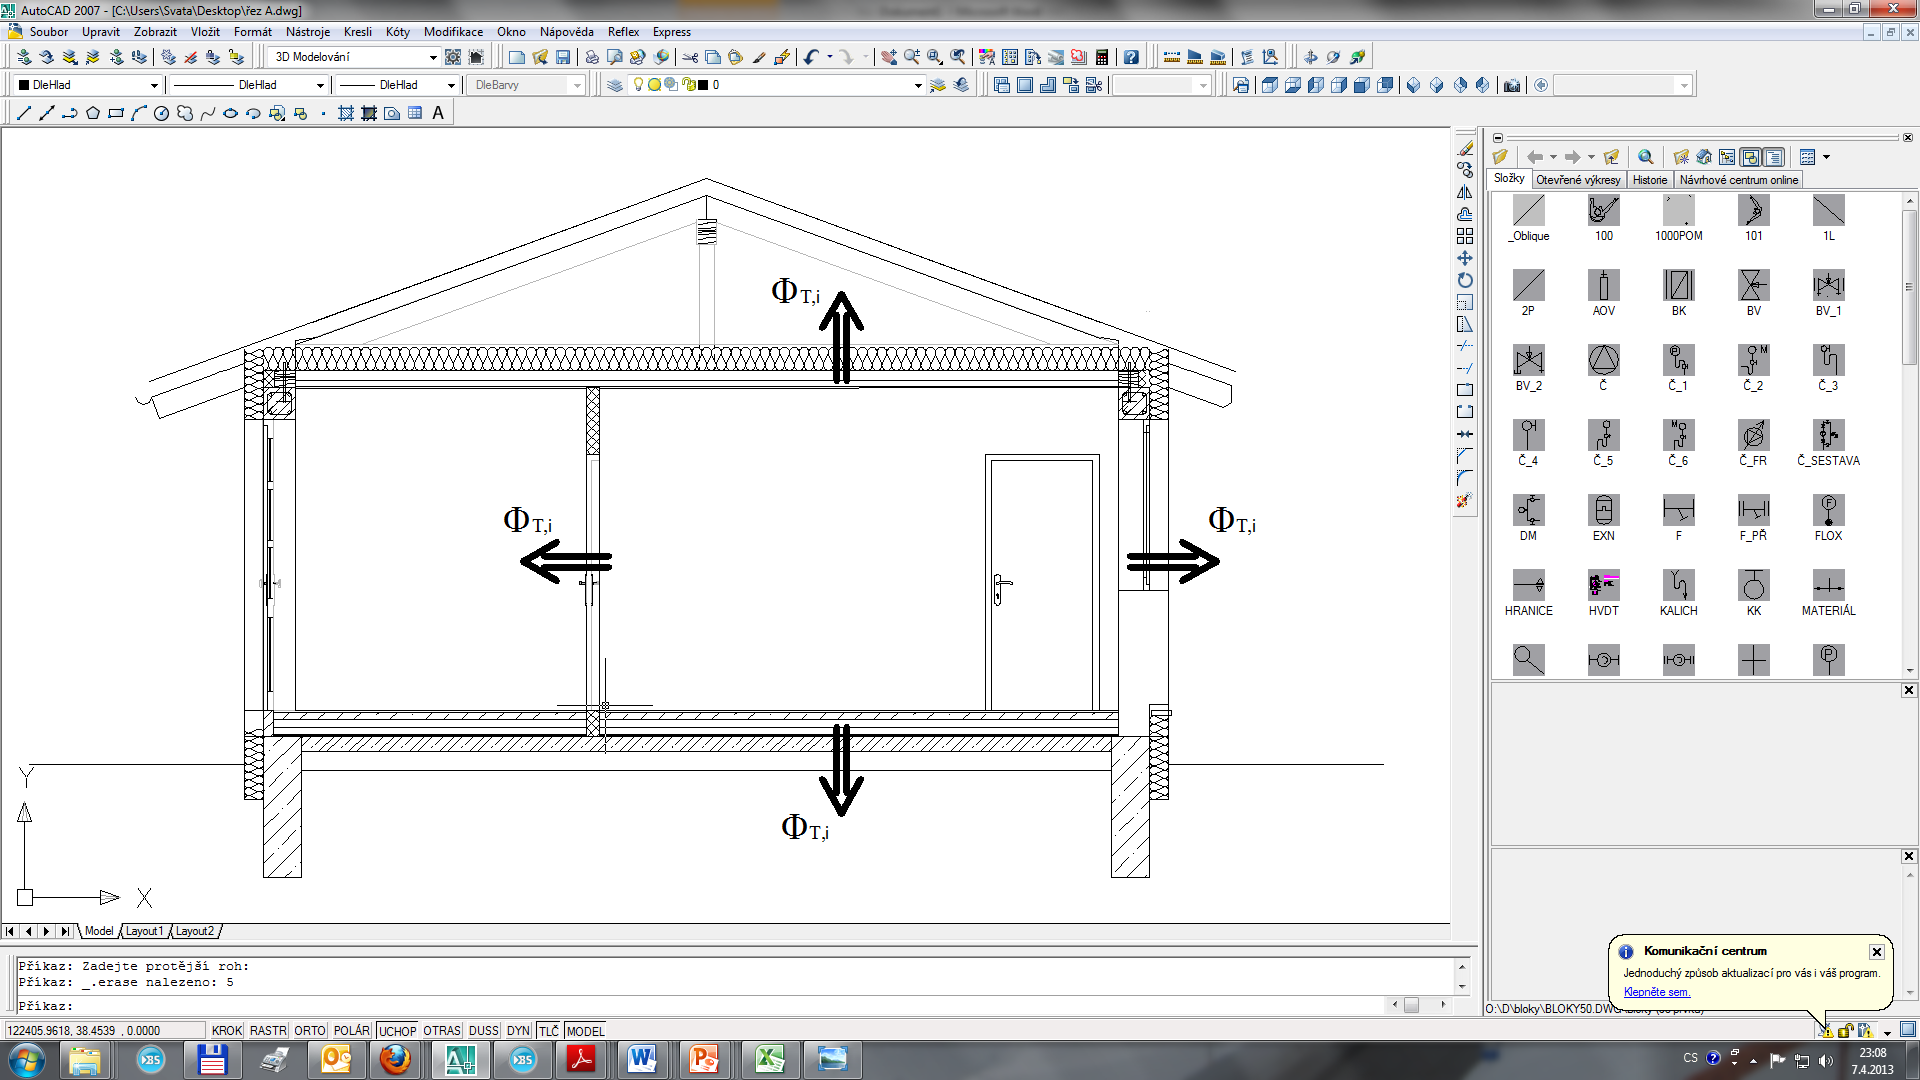 AutoCAD 2007 - [C:\Users\Svata\Desktop\řez A.dwg]
Soubor Upravit Zobrazit Vložit Formát Nástroje Kresli Kóty Modifikace Okno Nápověda Reflex Express
3D Modelování
DleHlad DleHlad DleHlad DleBarvy 0
A
Složky Otevřené výkresy Historie Návrhové centrum online
_Oblique 100 1000POM 101 1L
2P AOV BK BV BV_1
BV_2 Č Č_1 Č_2 Č_3
Č_4 Č_5 Č_6 Č_FR Č_SESTAVA
DM EXN F F_PŘ FLOX
HRANICE HVDT KALICH KK MATERIÁL
ΦT,i
ΦT,i
ΦT,i
ΦT,i
Y
X
Model Layout1 Layout2
Příkaz: Zadejte protější roh:
Příkaz: _.erase nalezeno: 5
Příkaz:
Komunikační centrum
Jednoduchý způsob aktualizací pro vás i váš program.
Klepněte sem.
O:\D\bloky\BLOKY50.DWG
122405.9618, 38.4539 , 0.0000 KROK RASTR ORTO POLÁR UCHOP OTRAS DUSS DYN TLČ MODEL
CS 23:08
7.4.2013